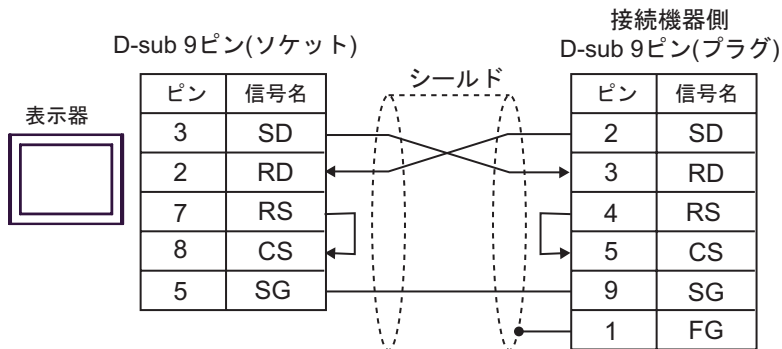 接続機器側
D-sub 9ピン(ソケット)
D-sub 9ピン(プラグ)
シールド
表示器
ピン 信号名
3 SD
2 RD
7 RS
8 CS
5 SG
ピン 信号名
2 SD
3 RD
4 RS
5 CS
9 SG
1 FG